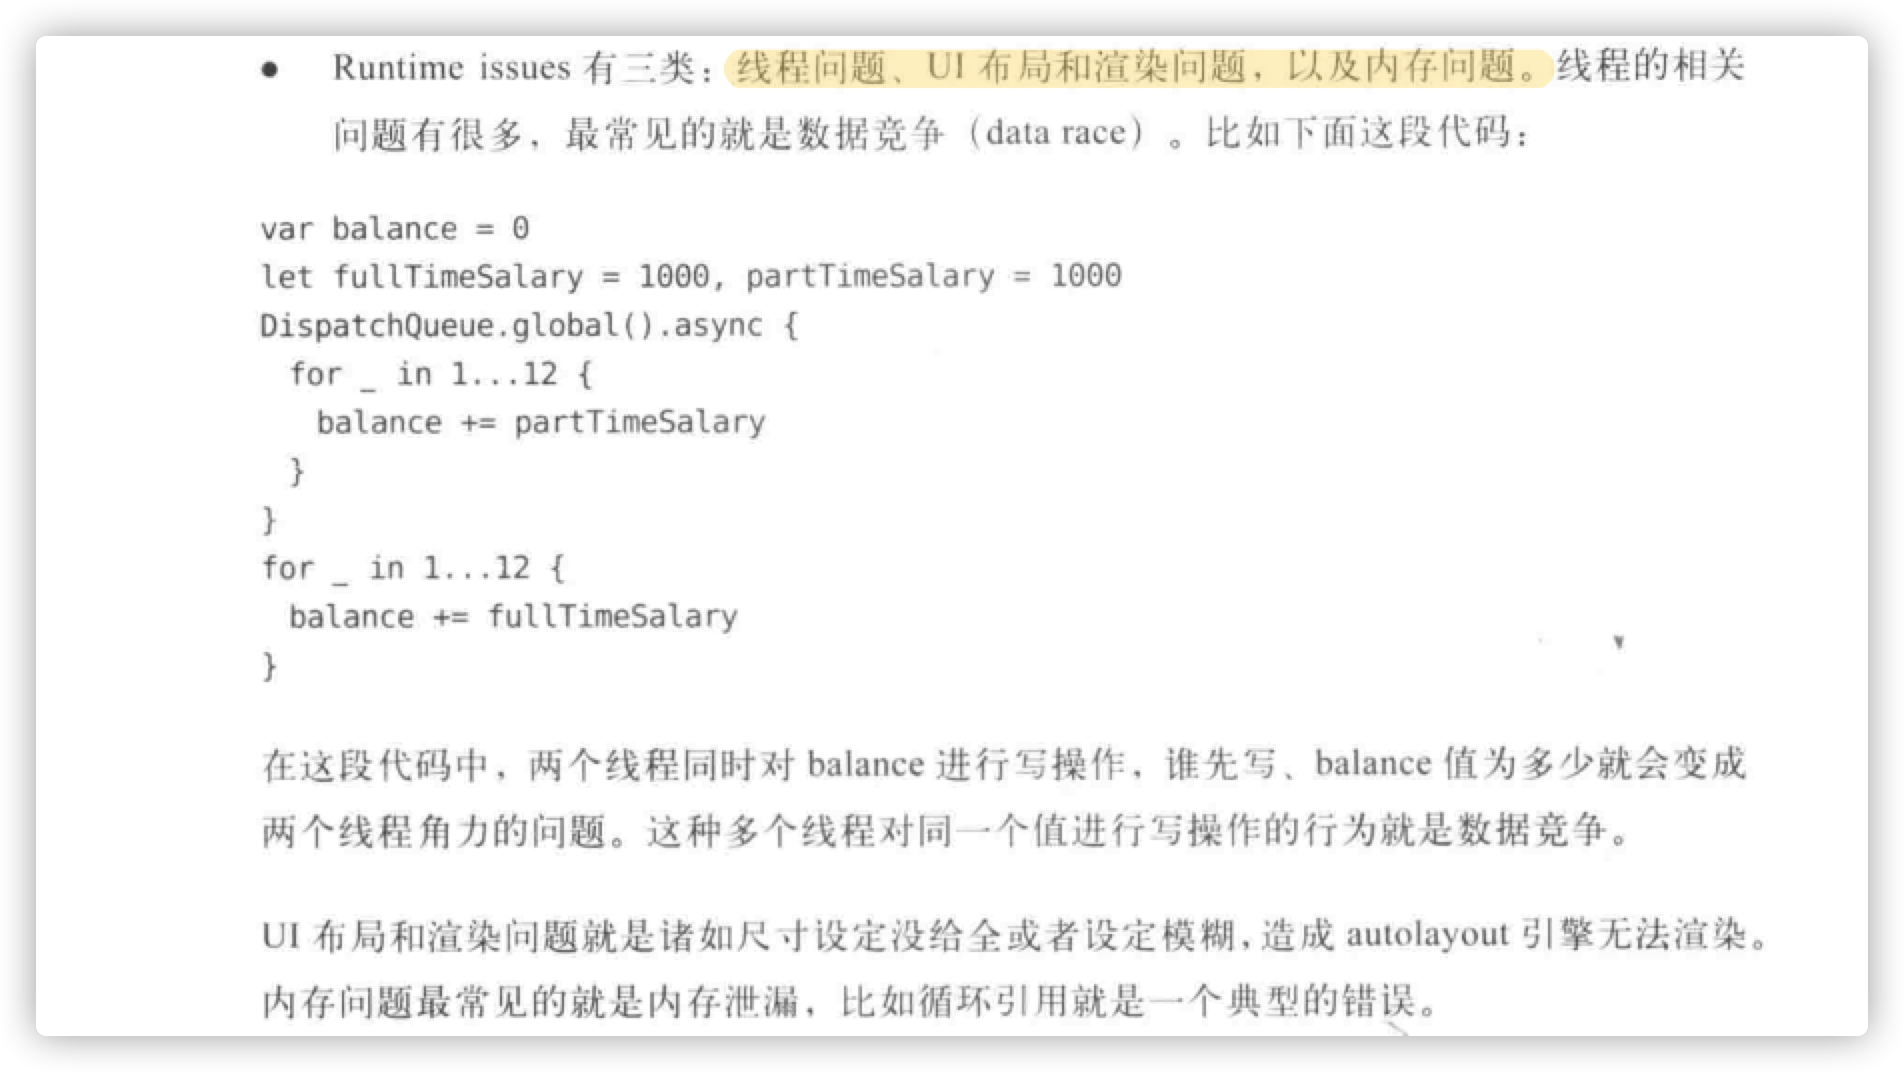 • Runtime issues 有三类：线程问题、UI 布局和渲染问题，以及内存问题。线程的相关
问题有很多，最常见的就是数据竞争（data race）。比如下面这段代码：
var balance = 0
let fullTimeSalary = 1000, partTimeSalary = 1000
DispatchQueue.global().async {
  for _ in 1...12 {
    balance += partTimeSalary
  }
}
for _ in 1...12 {
  balance += fullTimeSalary
}
在这段代码中，两个线程同时对 balance 进行写操作，谁先写、balance 值为多少就会变成
两个线程角力的问题。这种多个线程对同一个值进行写操作的行为就是数据竞争。
UI 布局和渲染问题就是诸如尺寸设定没给全或者设定模糊，造成 autolayout 引擎无法渲染。
内存问题最常见的就是内存泄漏，比如循环引用就是一个典型的错误。